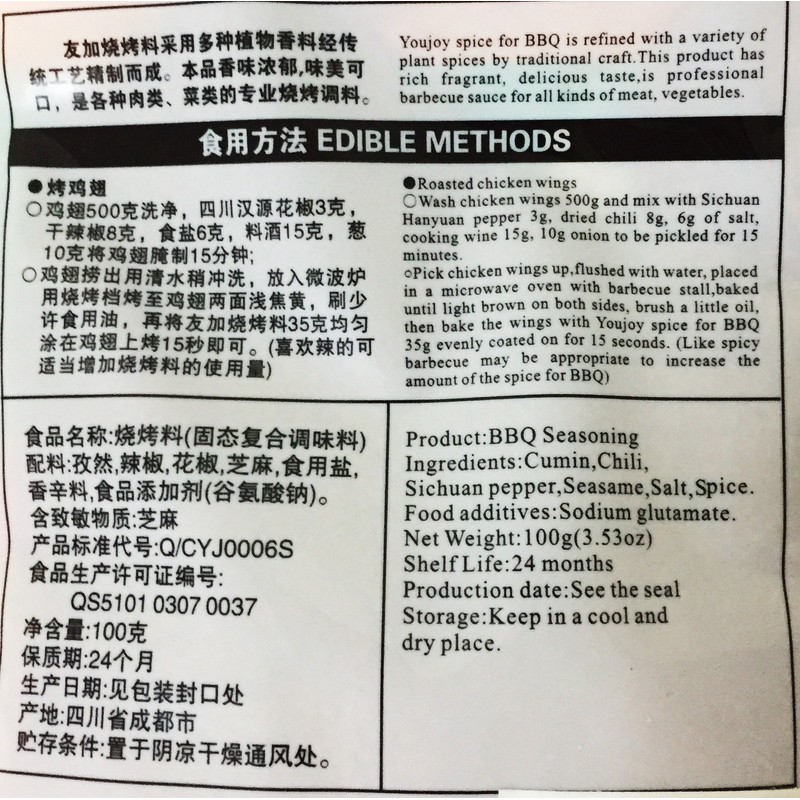 友加烧烤料采用多种植物香料经传
统工艺精制而成。本品香味浓郁,味美可
口，是各种肉类、菜类的专业烧烤调料。
Youjoy spice for BBQ is refined with a variety of
plant spices by traditional craft.This product has
rich fragrant, delicious taste,is professional
barbecue sauce for all kinds of meat, vegetables.
食用方法 EDIBLE METHODS
●烤鸡翅
○鸡翅500克洗净，四川汉源花椒3克，
干辣椒8克，食盐6克，料酒15克，葱
10克将鸡翅腌制15分钟;
○鸡翅捞出用清水稍冲洗，放入微波炉
用烧烤档烤至鸡翅两面浅焦黄，刷少
许食用油，再将友加烧烤料35克均匀
涂在鸡翅上烤15秒即可。(喜欢辣的可
适当增加烧烤料的使用量)
●Roasted chicken wings
○Wash chicken wings 500g and mix with Sichuan
Hanyuan pepper 3g, dried chili 8g, 6g of salt,
cooking wine 15g, 10g onion to be pickled for 15
minutes.
○Pick chicken wings up,flushed with water, placed
in a microwave oven with barbecue stall,baked
until light brown on both sides, brush a little oil,
then bake the wings with Youjoy spice for BBQ
35g evenly coated on for 15 seconds. (Like spicy
barbecue may be appropriate to increase the
amount of the spice for BBQ)
食品名称:烧烤料(固态复合调味料)
配料:孜然,辣椒,花椒,芝麻,食用盐,
香辛料,食品添加剂(谷氨酸钠)。
含致敏物质:芝麻
产品标准代号:Q/CYJ0006S
食品生产许可证编号:
QS5101 0307 0037
净含量:100克
保质期:24个月
生产日期:见包装封口处
产地:四川省成都市
贮存条件:置于阴凉干燥通风处。
Product:BBQ Seasoning
Ingredients:Cumin,Chili,
Sichuan pepper,Seasame,Salt,Spice.
Food additives:Sodium glutamate.
Net Weight:100g(3.53oz)
Shelf Life:24 months
Production date:See the seal
Storage:Keep in a cool and
dry place.